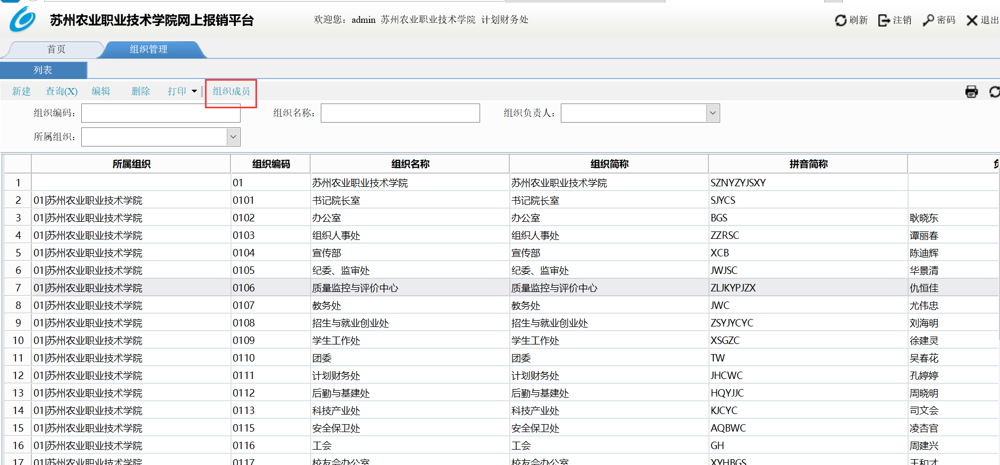 苏州农业职业技术学院网上报销平台 欢迎您：admin 苏州农业职业技术学院 计划财务处 刷新 注销 密码 退出
首页 组织管理
列表
新建 查询(X) 编辑 删除 打印 组织成员
组织编码： 组织名称： 组织负责人：
所属组织：
所属组织 组织编码 组织名称 组织简称 拼音简称
1 01 苏州农业职业技术学院 苏州农业职业技术学院 SZNYZYJSXY
2 01|苏州农业职业技术学院 0101 书记院长室 书记院长室 SJYCS
3 01|苏州农业职业技术学院 0102 办公室 办公室 BGS 耿晓东
4 01|苏州农业职业技术学院 0103 组织人事处 组织人事处 ZZRSC 谭丽春
5 01|苏州农业职业技术学院 0104 宣传部 宣传部 XCB 陈迪辉
6 01|苏州农业职业技术学院 0105 纪委、监审处 纪委、监审处 JWJSC 华景清
7 01|苏州农业职业技术学院 0106 质量监控与评价中心 质量监控与评价中心 ZLJKYPJZX 仇恒佳
8 01|苏州农业职业技术学院 0107 教务处 教务处 JWC 尤伟忠
9 01|苏州农业职业技术学院 0108 招生与就业创业处 招生与就业创业处 ZSYJYCYC 刘海明
10 01|苏州农业职业技术学院 0109 学生工作处 学生工作处 XSGZC 徐建灵
11 01|苏州农业职业技术学院 0110 团委 团委 TW 吴春花
12 01|苏州农业职业技术学院 0111 计划财务处 计划财务处 JHCWC 孔婷婷
13 01|苏州农业职业技术学院 0112 后勤与基建处 后勤与基建处 HQYJJC 周晓明
14 01|苏州农业职业技术学院 0113 科技产业处 科技产业处 KJCYC 司文会
15 01|苏州农业职业技术学院 0115 安全保卫处 安全保卫处 AQBWC 凌杏官
16 01|苏州农业职业技术学院 0116 工会 工会 GH 周建兴
17 01|苏州农业职业技术学院 0117 校友会办公室 校友会办公室 XYHBGS 王和才